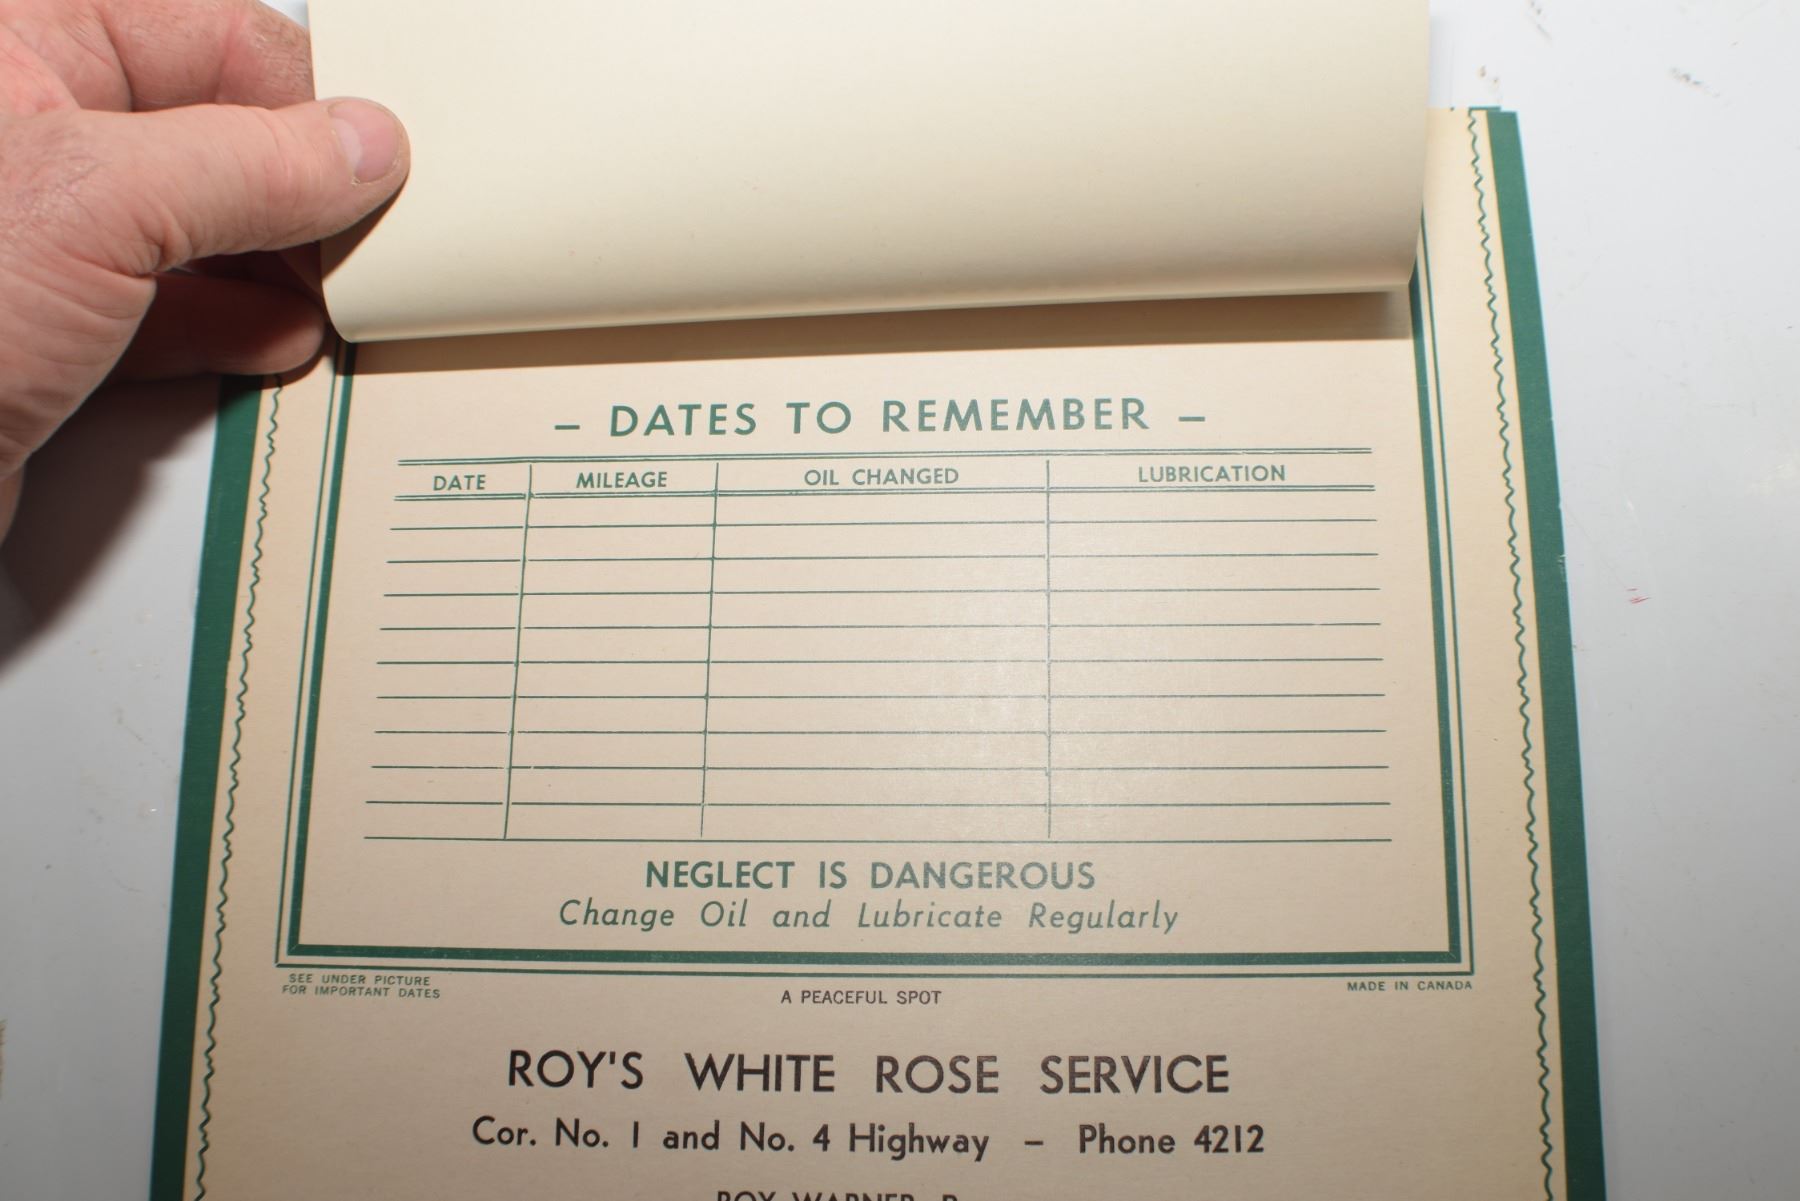 – DATES TO REMEMBER –
DATE MILEAGE OIL CHANGED LUBRICATION
NEGLECT IS DANGEROUS
Change Oil and Lubricate Regularly
SEE UNDER PICTURE
FOR IMPORTANT DATES
A PEACEFUL SPOT
MADE IN CANADA
ROY'S WHITE ROSE SERVICE
Cor. No. 1 and No. 4 Highway – Phone 4212
ROY WARNER